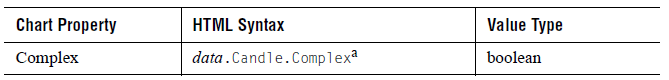 Chart Property HTML Syntax Value Type
Complex data.Candle.Complexᵃ boolean